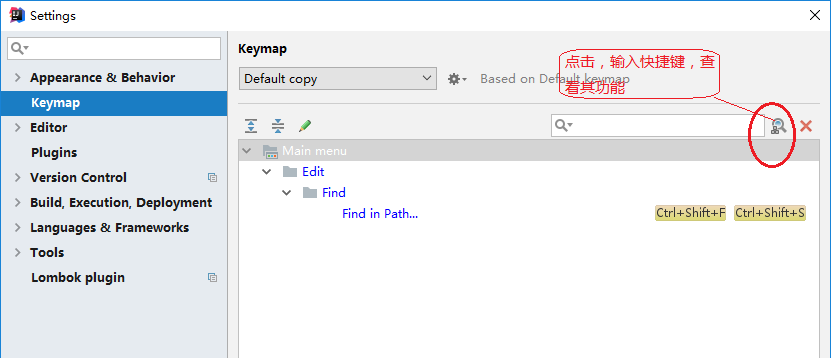 Settings
Keymap
Default copy
Based on Default keymap
点击，输入快捷键，查
看具功能
Appearance & Behavior
Keymap
Editor
Plugins
Version Control
Build, Execution, Deployment
Languages & Frameworks
Tools
Lombok plugin
Main menu
Edit
Find
Find in Path...
Ctrl+Shift+F
Ctrl+Shift+S